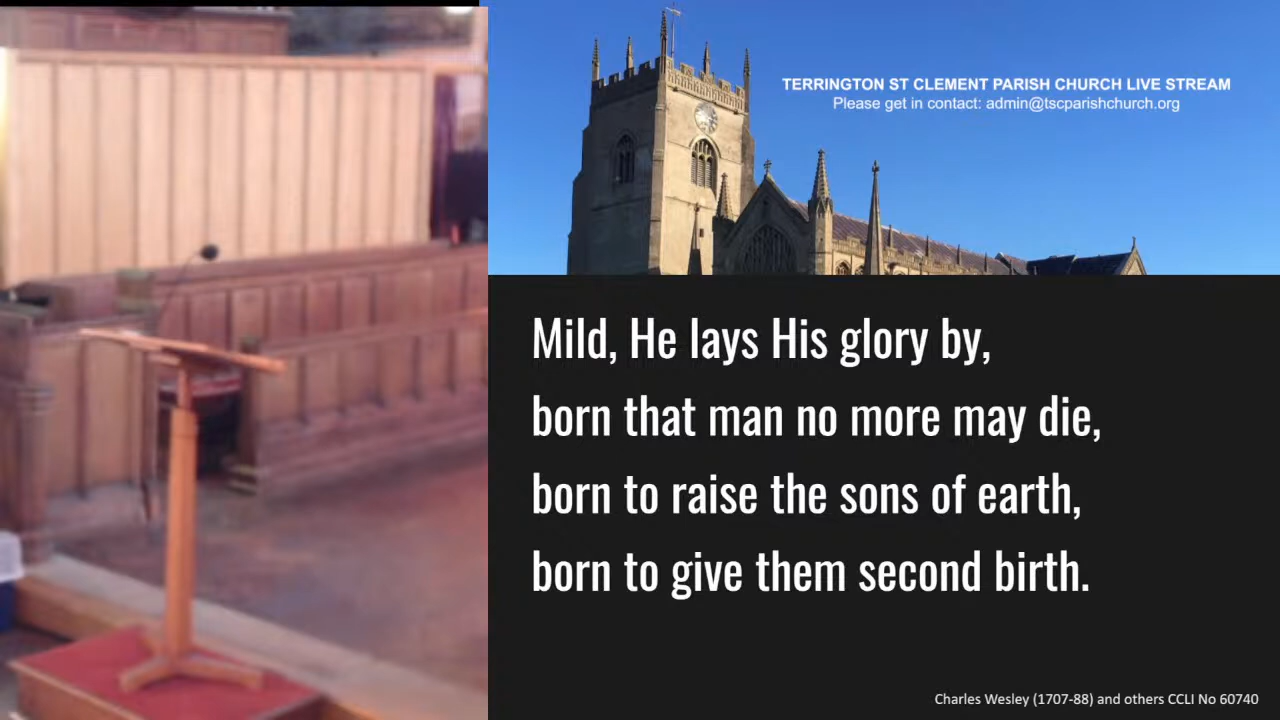 TERRINGTON ST CLEMENT PARISH CHURCH LIVE STREAM
Please get in contact: admin@tscparishchurch.org
Mild, He lays His glory by,
born that man no more may die,
born to raise the sons of earth,
born to give them second birth.
Charles Wesley (1707-88) and others CCLI No 60740